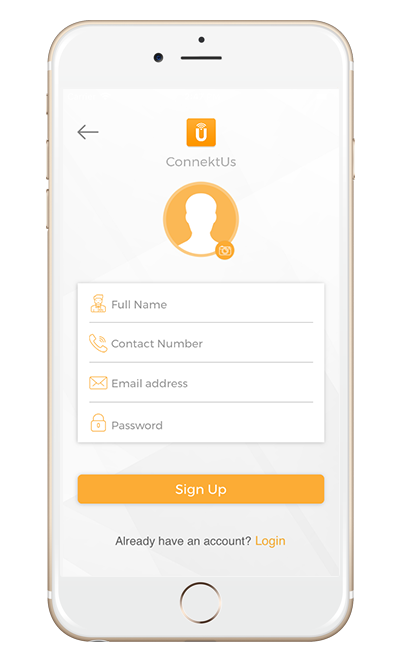 U
ConnektUs
Full Name
Contact Number
Email address
Password
Sign Up
Already have an account? Login